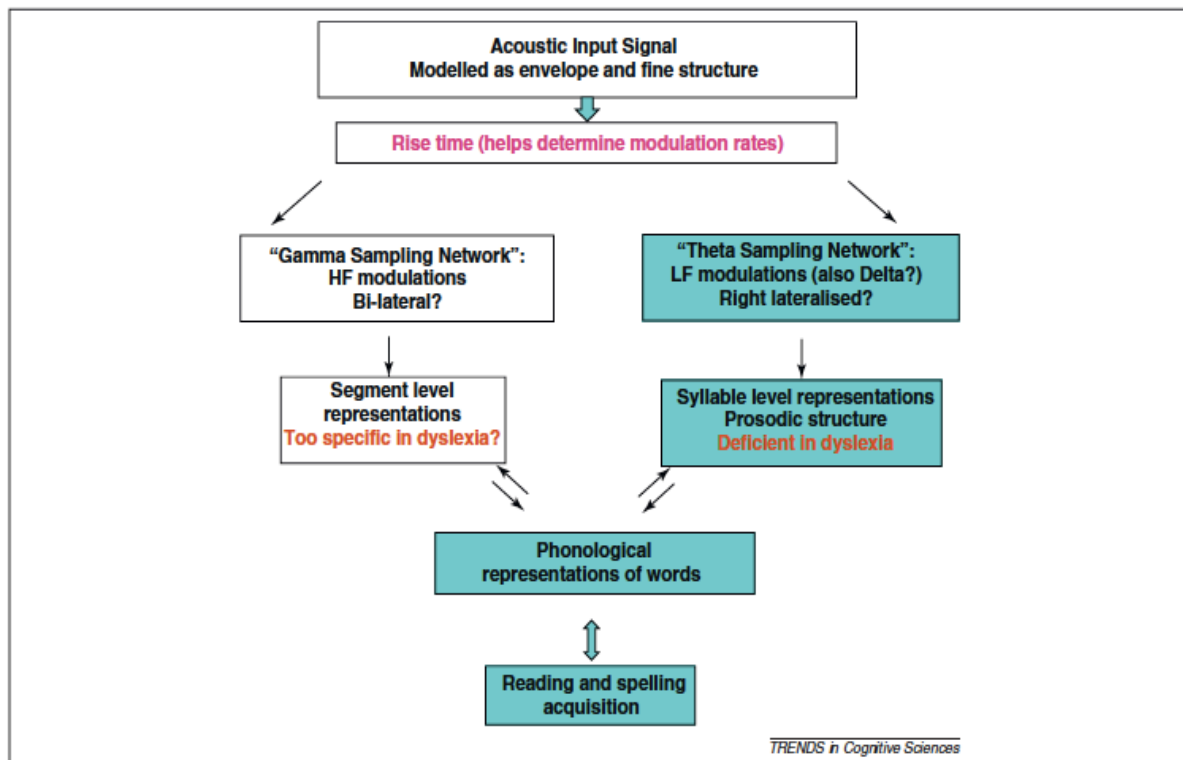 Acoustic Input Signal
Modelled as envelope and fine structure
Rise time (helps determine modulation rates)
“Gamma Sampling Network”:
HF modulations
Bi-lateral?
“Theta Sampling Network”:
LF modulations (also Delta?)
Right lateralised?
Segment level
representations
Too specific in dyslexia?
Syllable level representations
Prosodic structure
Deficient in dyslexia
Phonological
representations of words
Reading and spelling
acquisition
TRENDS in Cognitive Sciences